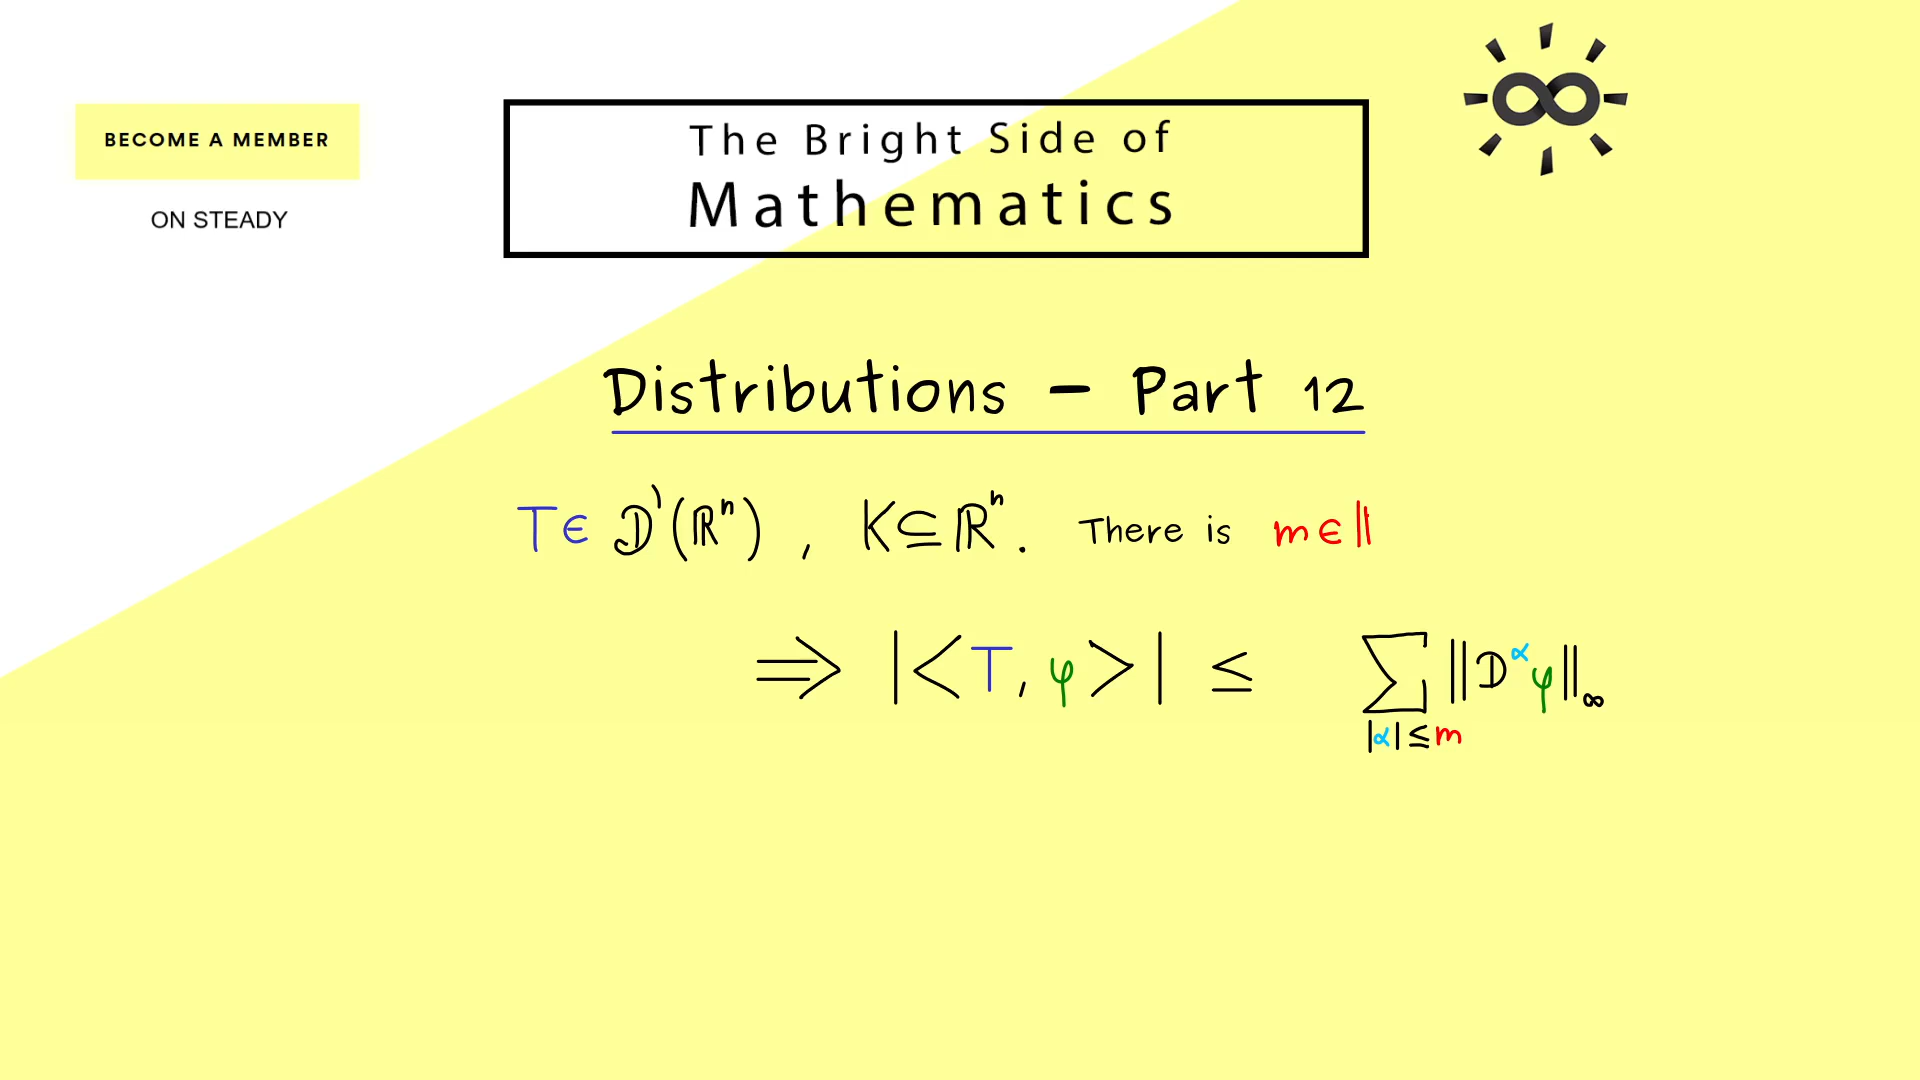 BECOME A MEMBER
ON STEADY
The Bright Side of
Mathematics
Distributions – Part 12
T ∈ 𝒟'(ℝⁿ) , K ⊆ ℝⁿ. There is m ∈ ||
⇒ |<T, φ>| ≤ ∑ ||D^α φ||_∞
|α| ≤ m